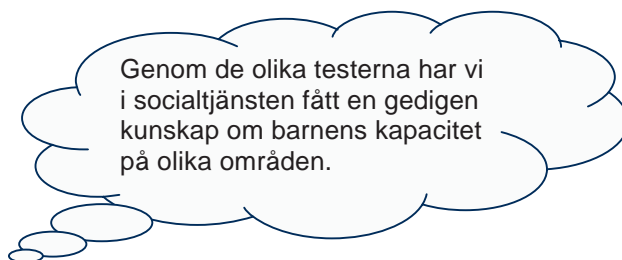 Genom de olika testerna har vi
i socialtjänsten fått en gedigen
kunskap om barnens kapacitet
på olika områden.